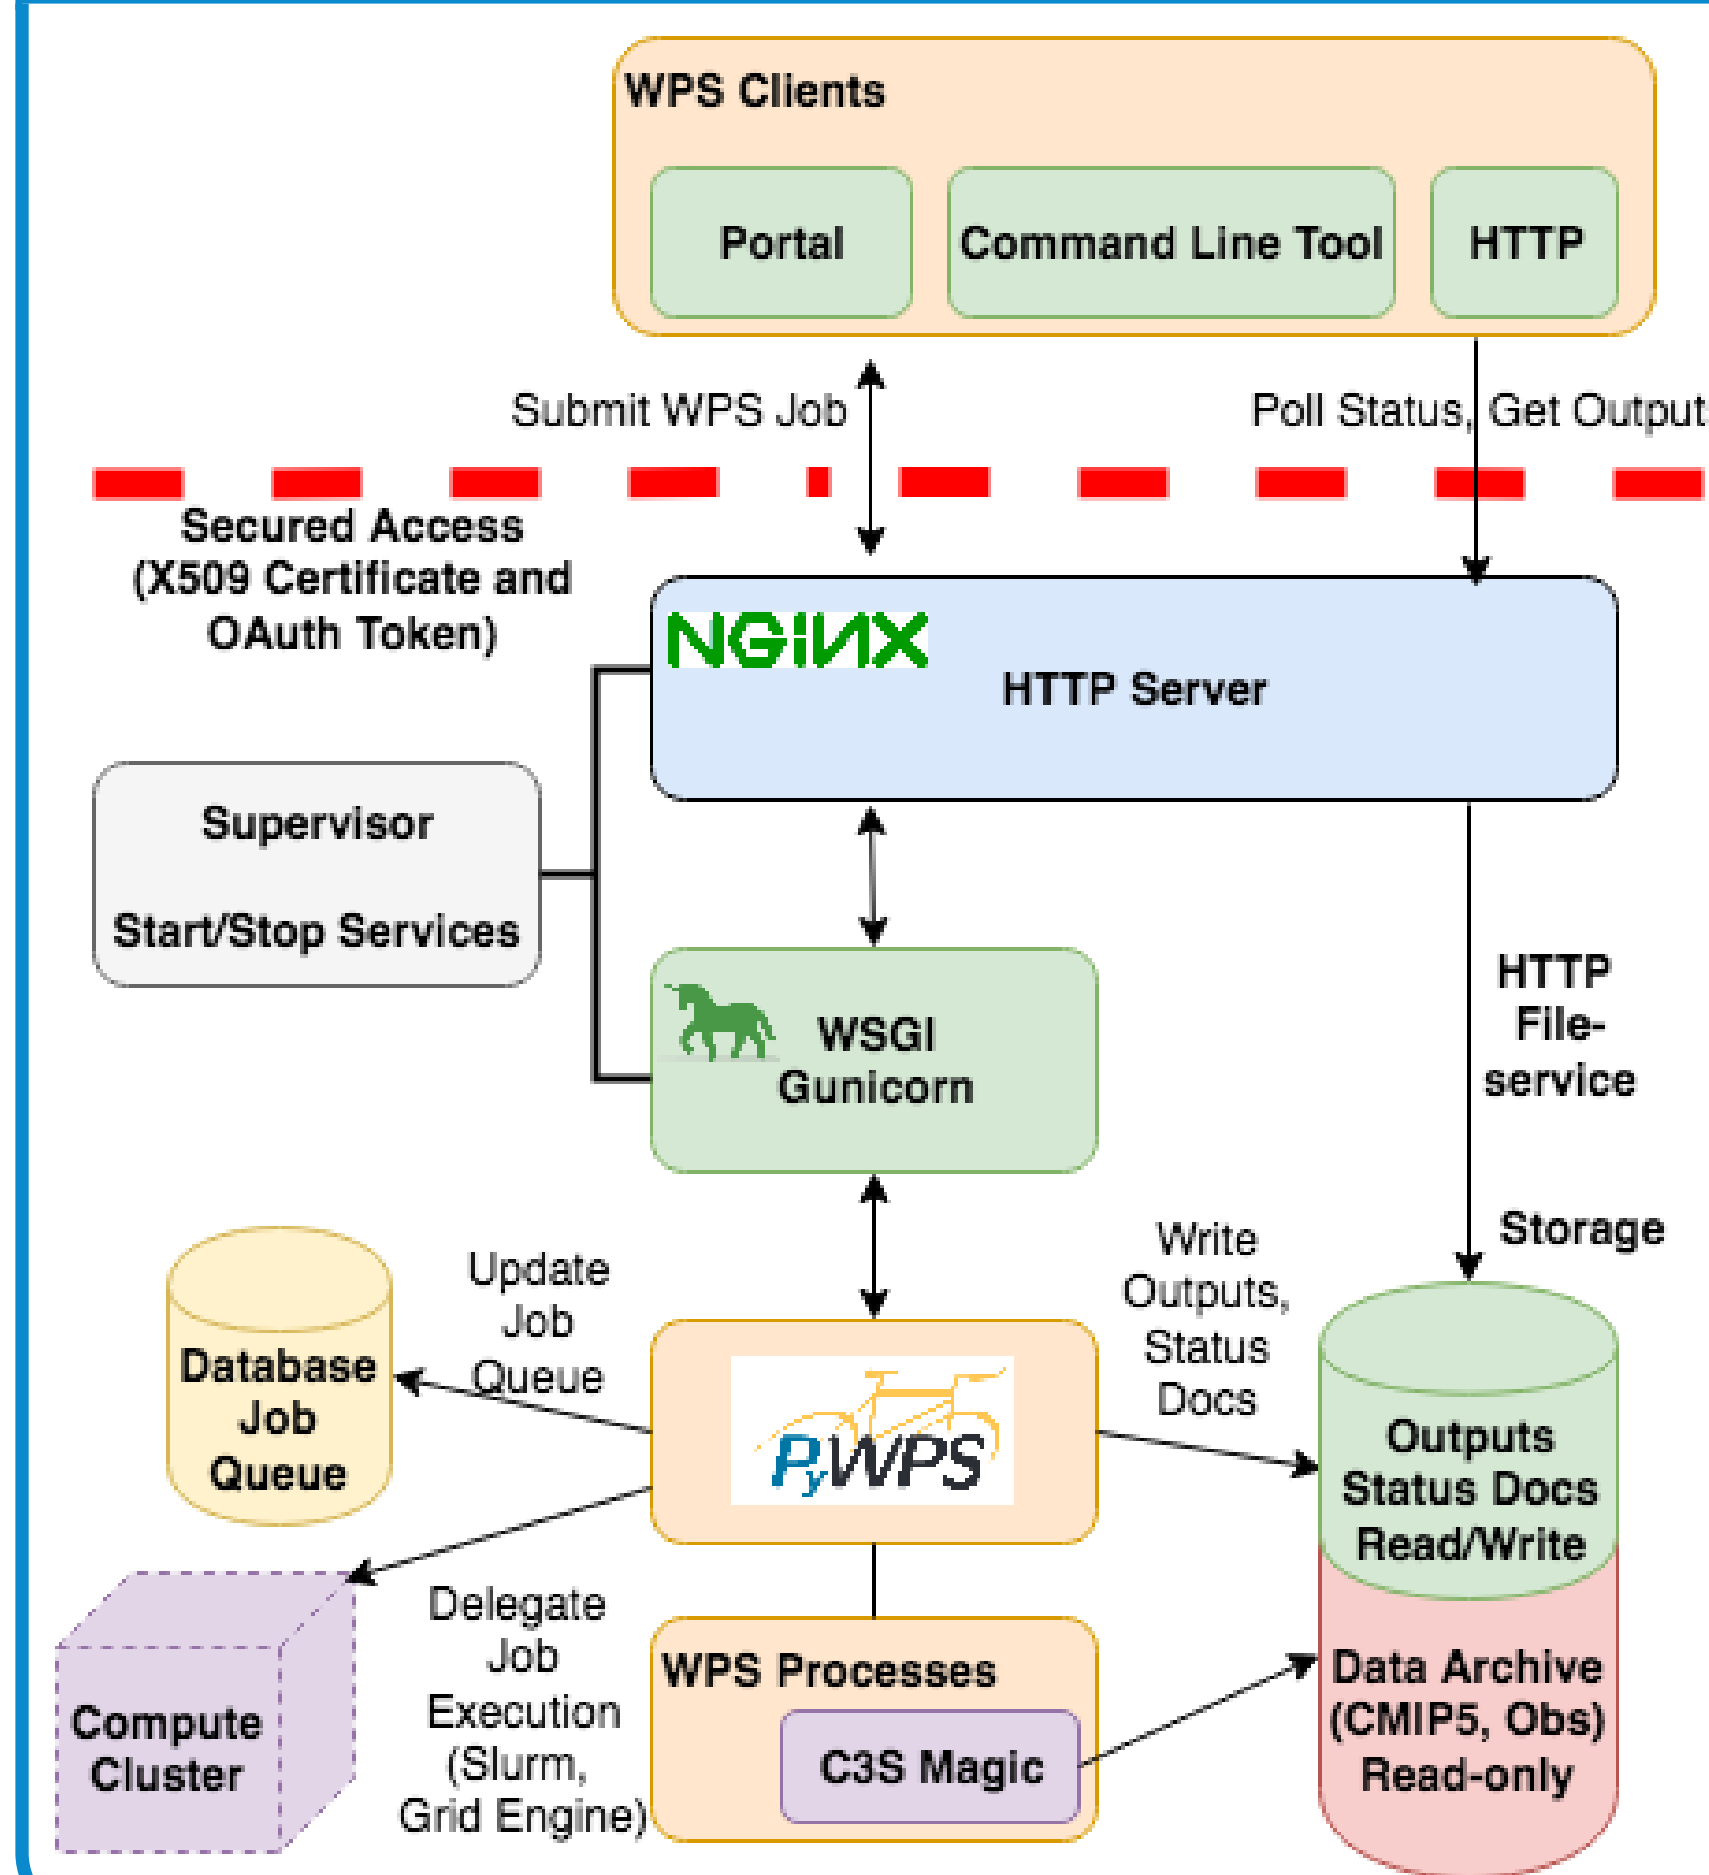 WPS Clients
Portal
Command Line Tool
HTTP
Submit WPS Job
Poll Status, Get Outputs
Secured Access
(X509 Certificate and
OAuth Token)
NGINX
HTTP Server
Supervisor
Start/Stop Services
WSGI
Gunicorn
HTTP
File-
service
Storage
Update
Job
Queue
Write
Outputs,
Status
Docs
Database
Job
Queue
PyWPS
Outputs
Status Docs
Read/Write
Delegate
Job
Execution
(Slurm,
Grid Engine)
Compute
Cluster
WPS Processes
C3S Magic
Data Archive
(CMIP5, Obs)
Read-only